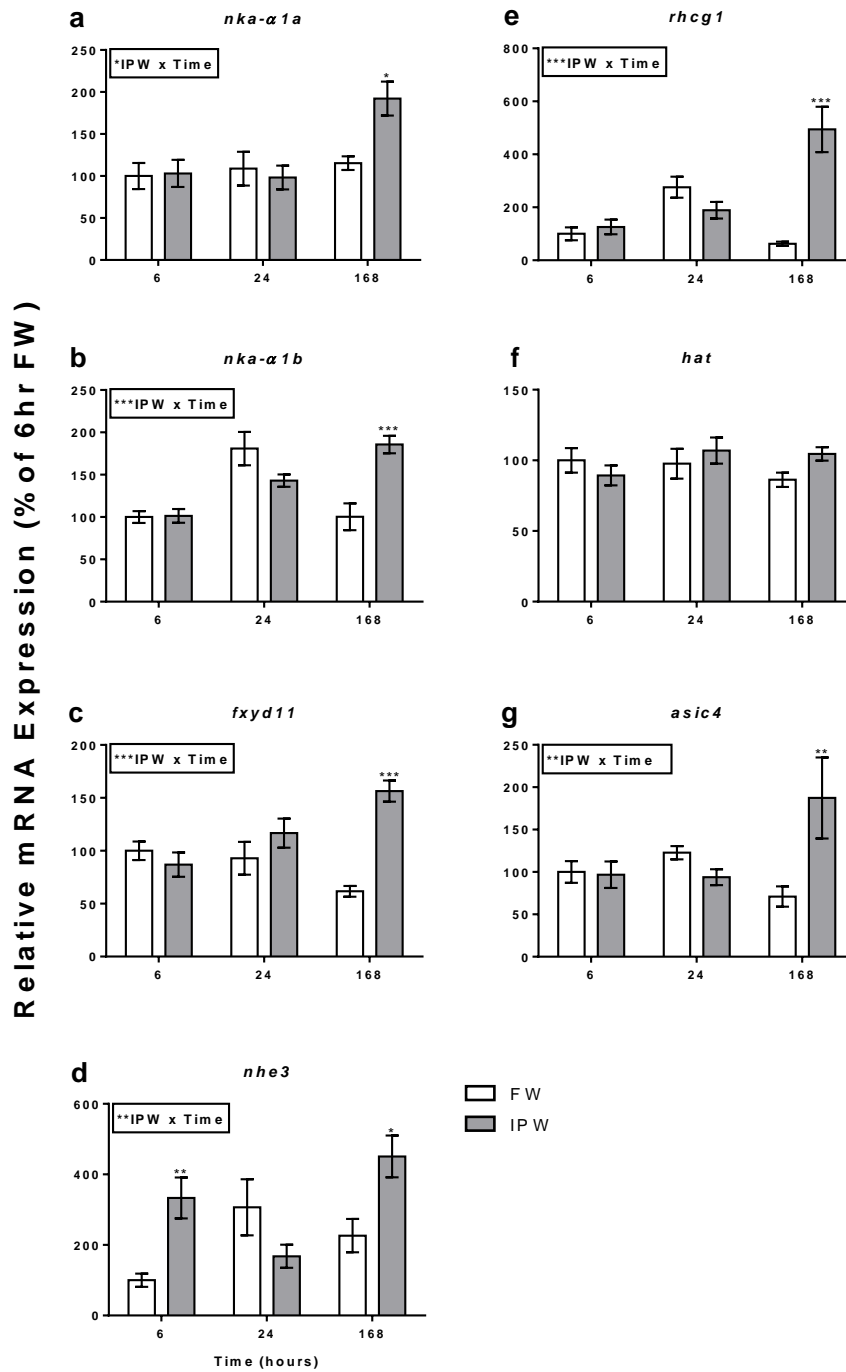 Relative mRNA Expression (% of 6hr FW)
a
nka-α1a
*IPW x Time
250
200
150
100
50
0
*
6 24 168
b
nka-α1b
***IPW x Time
250
200
150
100
50
0
***
6 24 168
c
fxyd11
***IPW x Time
200
150
100
50
0
***
6 24 168
d
nhe3
**IPW x Time
600
400
200
0
**
*
6 24 168
Time (hours)
e
rhcg1
***IPW x Time
800
600
400
200
0
***
6 24 168
f
hat
150
100
50
0
6 24 168
g
asic4
**IPW x Time
250
200
150
100
50
0
**
6 24 168
FW
IPW